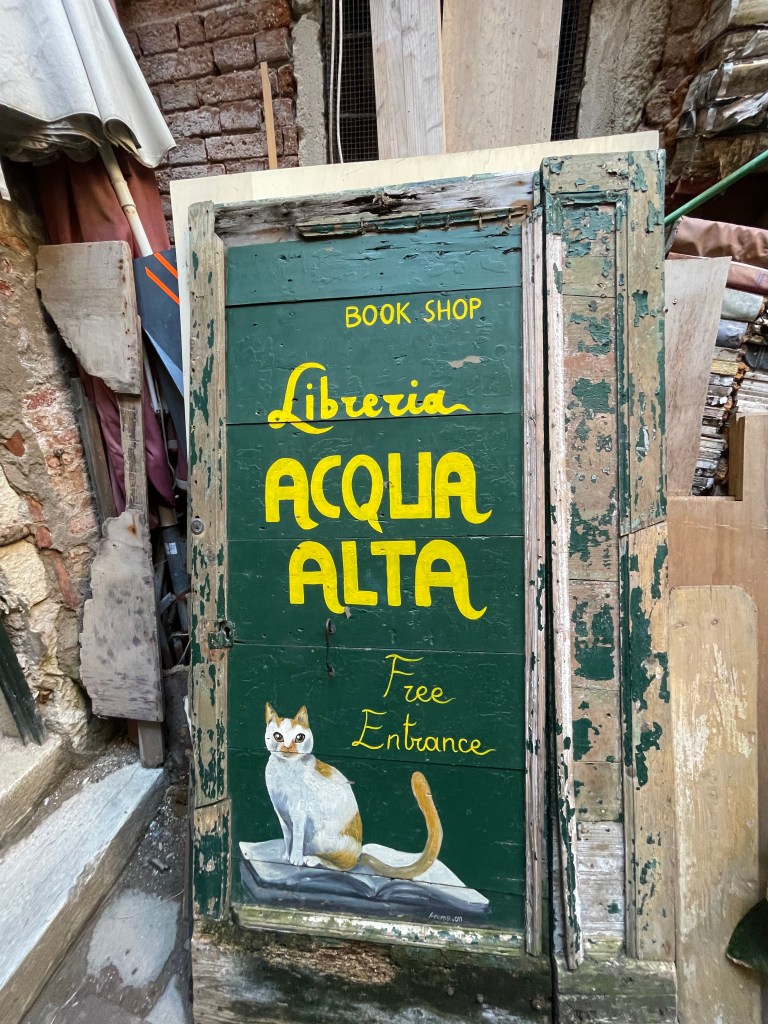 BOOK SHOP
Libreria
ACQUA
ALTA
Free
Entrance